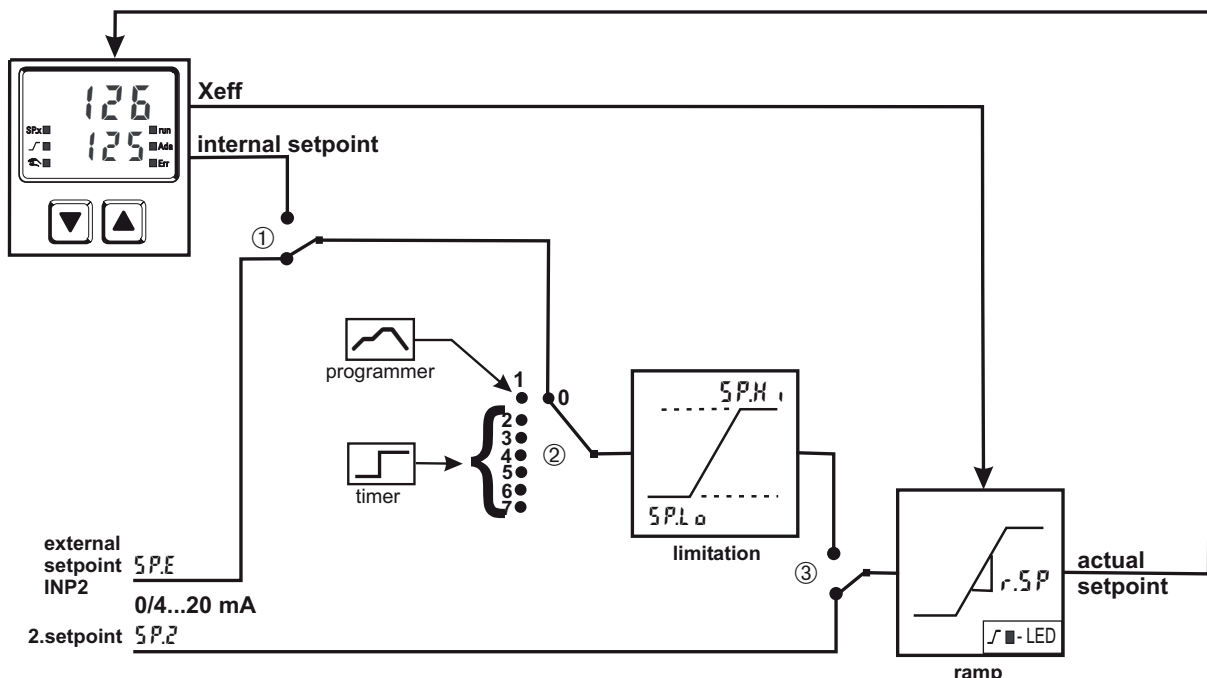 126
125
SP.x
run
Ada
Err
Xeff
internal setpoint
①
programmer
timer
1
0
2
3
4
5
6
7
②
SP.Hi
SP.Lo
limitation
external
setpoint SP.E
INP2
0/4...20 mA
2.setpoint SP.2
③
r.SP
- LED
ramp
actual
setpoint